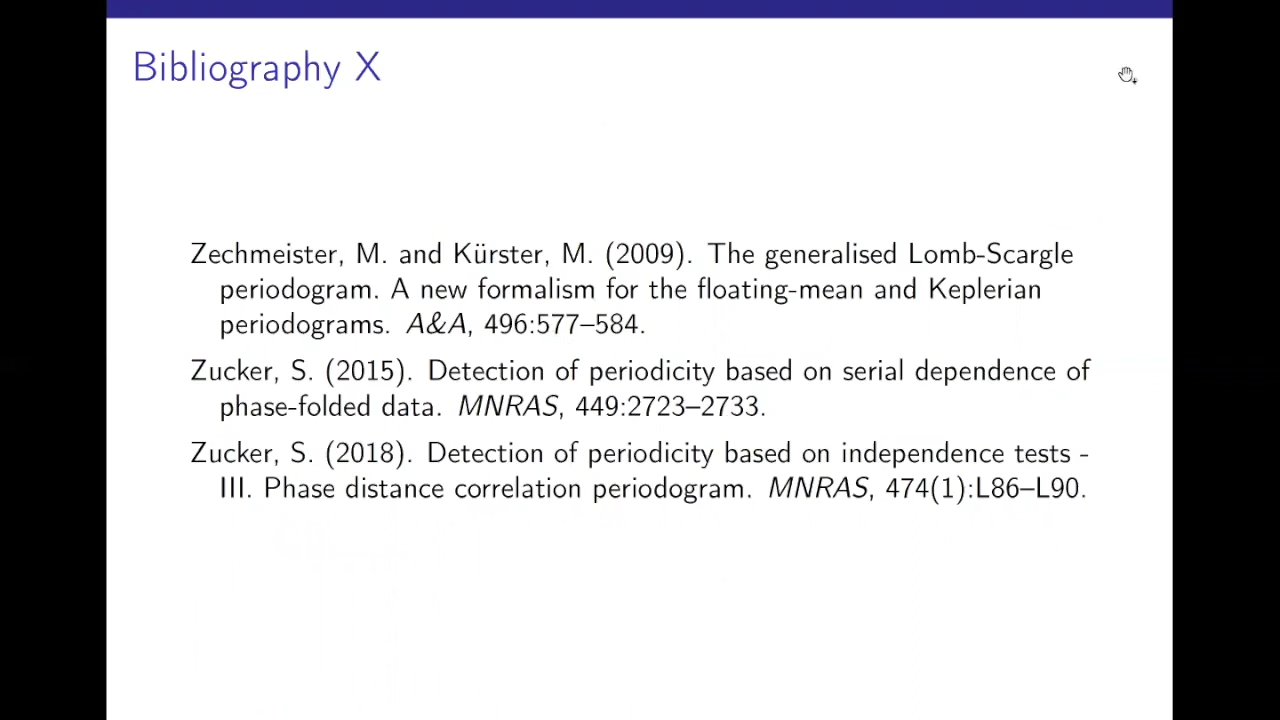 Bibliography X
Zechmeister, M. and Kürster, M. (2009). The generalised Lomb-Scargle
periodogram. A new formalism for the floating-mean and Keplerian
periodograms. A&A, 496:577–584.
Zucker, S. (2015). Detection of periodicity based on serial dependence of
phase-folded data. MNRAS, 449:2723–2733.
Zucker, S. (2018). Detection of periodicity based on independence tests -
III. Phase distance correlation periodogram. MNRAS, 474(1):L86–L90.